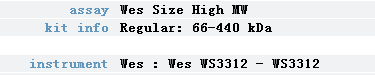 assay Wes Size High MW
kit info Regular: 66-440 kDa
instrument Wes : Wes WS3312 - WS3312